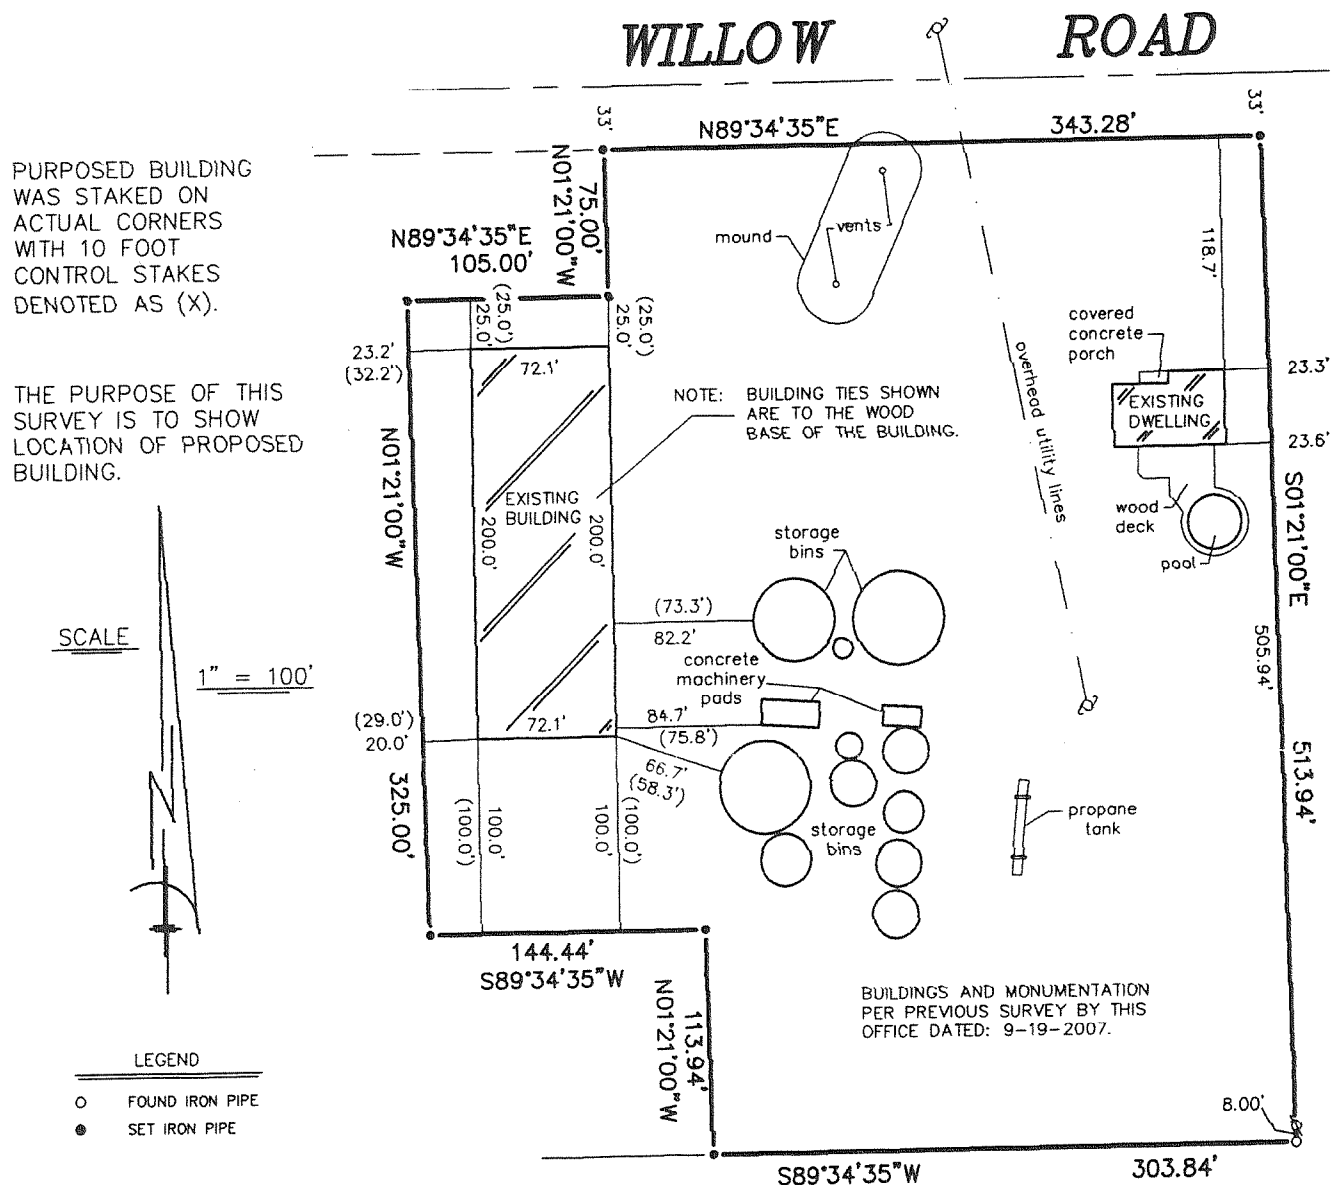 WILLOW ROAD
33'
33'
N89°34'35"E
343.28'
PURPOSED BUILDING
WAS STAKED ON
ACTUAL CORNERS
WITH 10 FOOT
CONTROL STAKES
DENOTED AS (X).
N01°21'00"W
75.00'
N89°34'35"E
105.00'
mound
vents
118.7'
(25.0')
25.0'
(25.0')
25.0'
covered
concrete
porch
23.2'
(32.2')
72.1'
overhead utility lines
23.3'
THE PURPOSE OF THIS
SURVEY IS TO SHOW
LOCATION OF PROPOSED
BUILDING.
NOTE: BUILDING TIES SHOWN
ARE TO THE WOOD
BASE OF THE BUILDING.
EXISTING
DWELLING
23.6'
N01°21'00"W
EXISTING
BUILDING
200.0'
200.0'
wood
deck
pool
S01°21'00"E
storage
bins
SCALE
1" = 100'
(73.3')
82.2'
concrete
machinery
pads
505.94'
(29.0')
20.0'
72.1'
84.7'
(75.8')
66.7'
(58.3')
513.94'
325.00'
(100.0')
100.0'
(100.0')
100.0'
storage
bins
propane
tank
144.44'
S89°34'35"W
N01°21'00"W
113.94'
BUILDINGS AND MONUMENTATION
PER PREVIOUS SURVEY BY THIS
OFFICE DATED: 9-19-2007.
LEGEND
FOUND IRON PIPE
SET IRON PIPE
8.00'
S89°34'35"W
303.84'